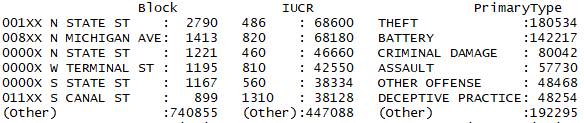 Block IUCR PrimaryType
001XX N STATE ST : 2790 486 : 68600 THEFT :180534
008XX N MICHIGAN AVE: 1413 820 : 68180 BATTERY :142217
0000X N STATE ST : 1221 460 : 46660 CRIMINAL DAMAGE : 80042
0000X W TERMINAL ST : 1195 810 : 42550 ASSAULT : 57730
0000X S STATE ST : 1167 560 : 38334 OTHER OFFENSE : 48468
011XX S CANAL ST : 899 1310 : 38128 DECEPTIVE PRACTICE: 48254
(Other) :740855 (Other):447088 (Other) :192295